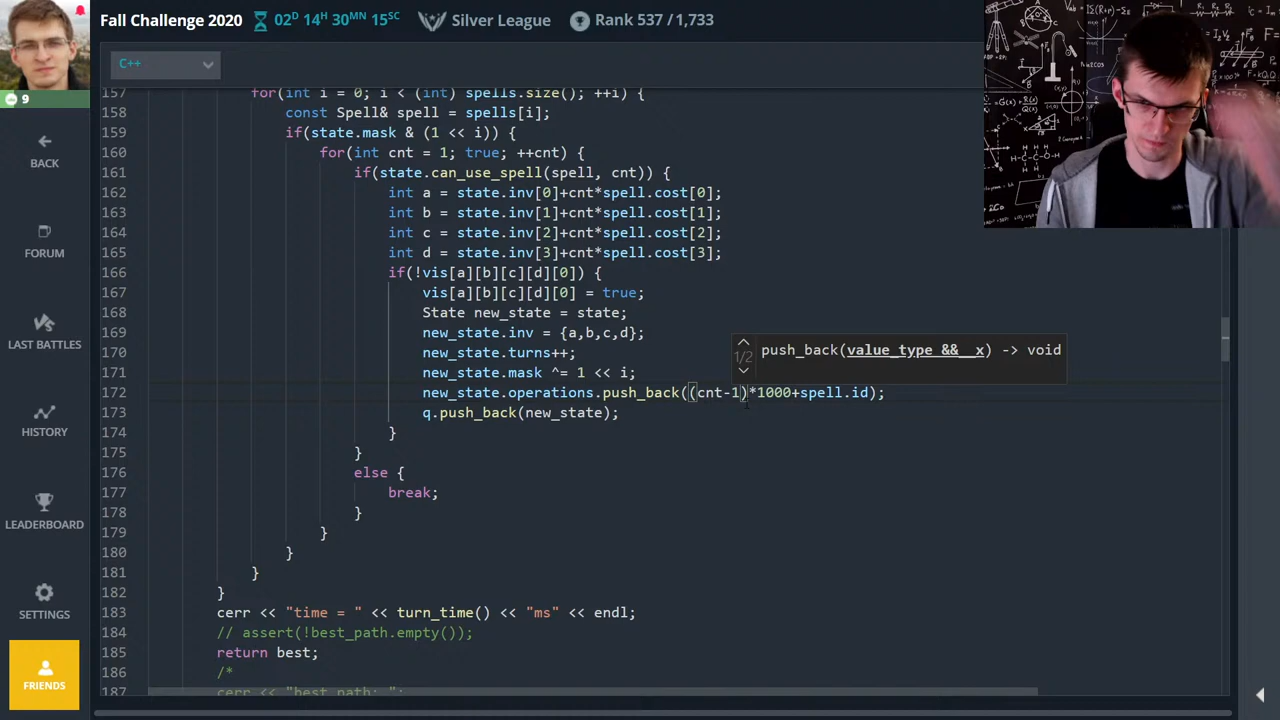 Fall Challenge 2020
02D 14H 30MN 15SC
Silver League
Rank 537 / 1,733
9
C++
BACK
FORUM
LAST BATTLES
HISTORY
LEADERBOARD
SETTINGS
FRIENDS
157 for(int i = 0; i < (int) spells.size(); ++i) {
158 const Spell& spell = spells[i];
159 if(state.mask & (1 << i)) {
160 for(int cnt = 1; true; ++cnt) {
161 if(state.can_use_spell(spell, cnt)) {
162 int a = state.inv[0]+cnt*spell.cost[0];
163 int b = state.inv[1]+cnt*spell.cost[1];
164 int c = state.inv[2]+cnt*spell.cost[2];
165 int d = state.inv[3]+cnt*spell.cost[3];
166 if(!vis[a][b][c][d][0]) {
167 vis[a][b][c][d][0] = true;
168 State new_state = state;
169 new_state.inv = {a,b,c,d};
170 new_state.turns++;
171 new_state.mask ^= 1 << i;
172 new_state.operations.push_back((cnt-1)*1000+spell.id);
173 q.push_back(new_state);
174 }
175 }
176 else {
177 break;
178 }
179 }
180 }
181 }
182 }
183 cerr << "time = " << turn_time() << "ms" << endl;
184 // assert(!best_path.empty());
185 return best;
186 /*
187 cerr << "best path: ";
1/2
push_back(value_type &&__x) -> void